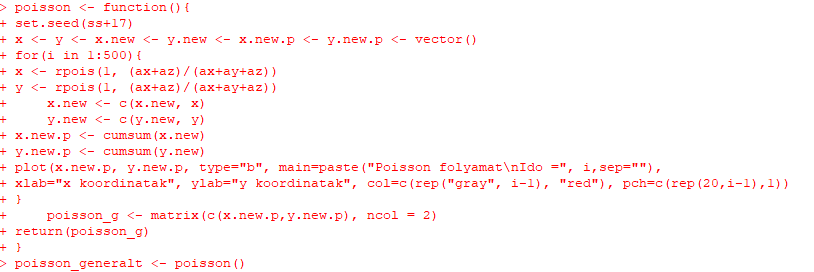 > poisson <- function(){
+ set.seed(ss+17)
+ x <- y <- x.new <- y.new <- x.new.p <- y.new.p <- vector()
+ for(i in 1:500){
+ x <- rpois(1, (ax+az)/(ax+ay+az))
+ y <- rpois(1, (ax+az)/(ax+ay+az))
+     x.new <- c(x.new, x)
+     y.new <- c(y.new, y)
+ x.new.p <- cumsum(x.new)
+ y.new.p <- cumsum(y.new)
+ plot(x.new.p, y.new.p, type="b", main=paste("Poisson folyamat\nIdo =", i,sep=""),
+ xlab="x koordinatak", ylab="y koordinatak", col=c(rep("gray", i-1), "red"), pch=c(rep(20,i-1),1))
+ }
+     poisson_g <- matrix(c(x.new.p,y.new.p), ncol = 2)
+ return(poisson_g)
+ }
> poisson_generalt <- poisson()